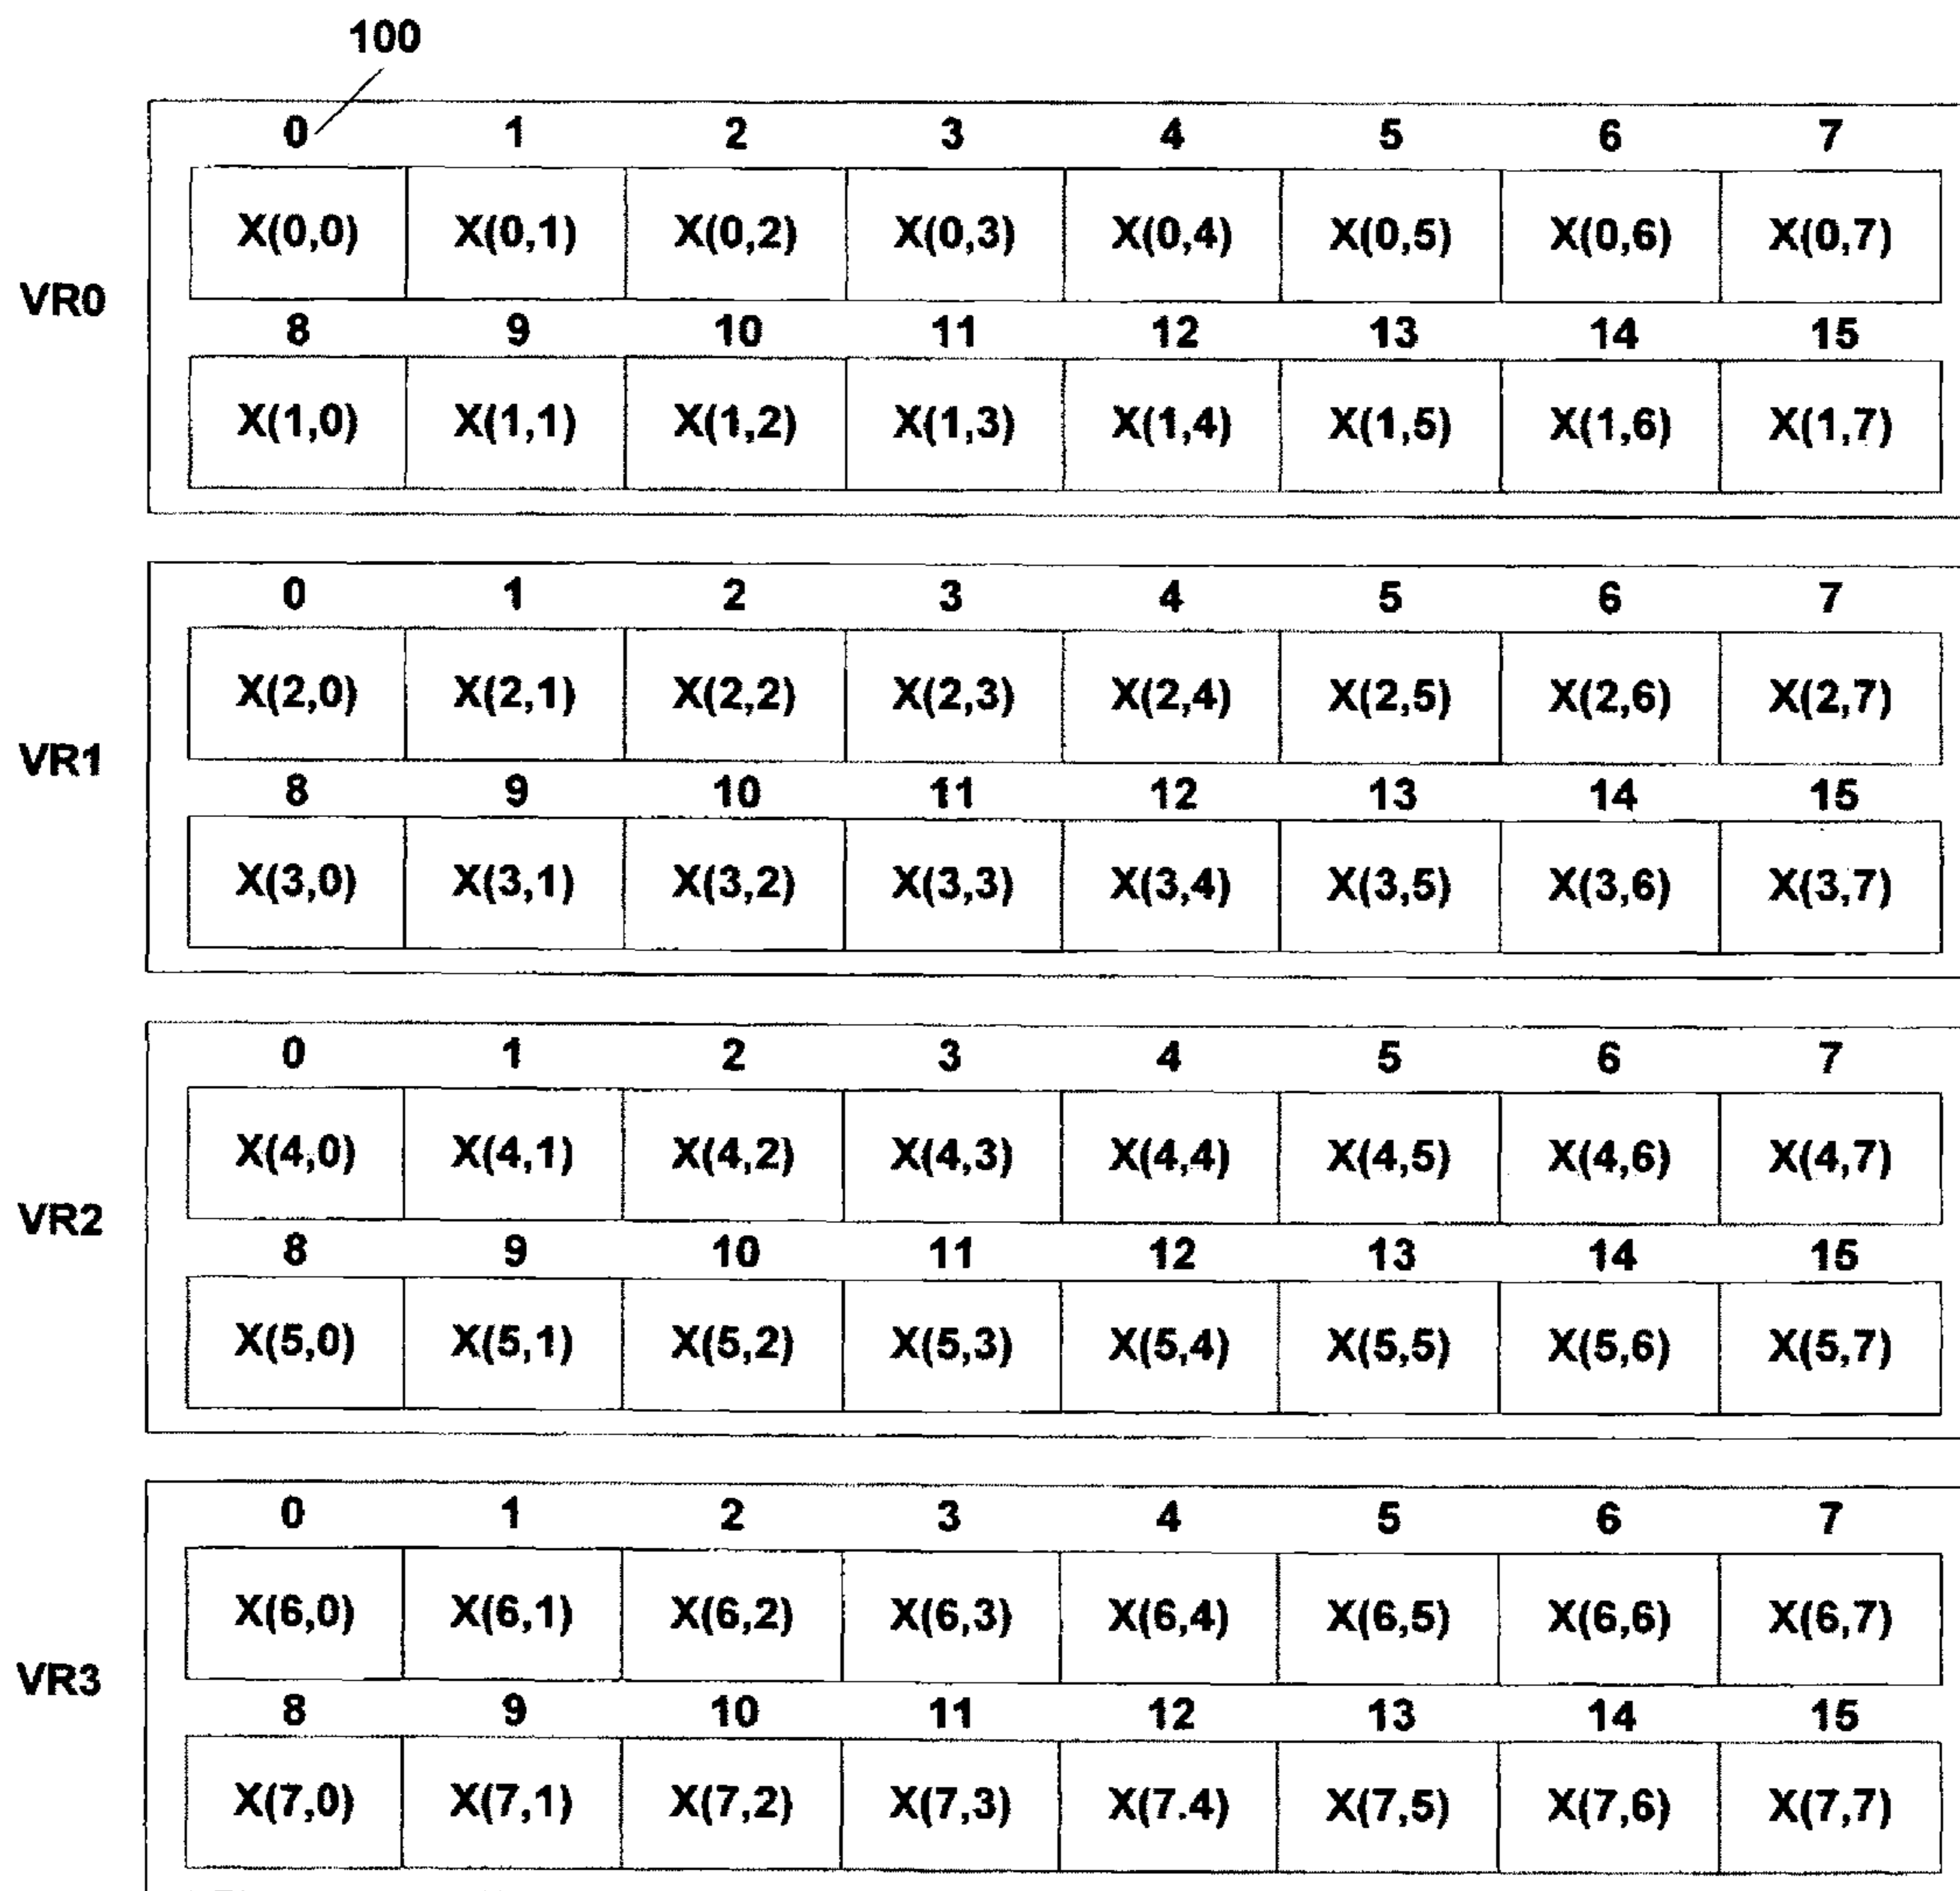 100
0 1 2 3 4 5 6 7
X(0,0) X(0,1) X(0,2) X(0,3) X(0,4) X(0,5) X(0,6) X(0,7)
VR0
8 9 10 11 12 13 14 15
X(1,0) X(1,1) X(1,2) X(1,3) X(1,4) X(1,5) X(1,6) X(1,7)
0 1 2 3 4 5 6 7
X(2,0) X(2,1) X(2,2) X(2,3) X(2,4) X(2,5) X(2,6) X(2,7)
VR1
8 9 10 11 12 13 14 15
X(3,0) X(3,1) X(3,2) X(3,3) X(3,4) X(3,5) X(3,6) X(3,7)
0 1 2 3 4 5 6 7
X(4,0) X(4,1) X(4,2) X(4,3) X(4,4) X(4,5) X(4,6) X(4,7)
VR2
8 9 10 11 12 13 14 15
X(5,0) X(5,1) X(5,2) X(5,3) X(5,4) X(5,5) X(5,6) X(5,7)
0 1 2 3 4 5 6 7
X(6,0) X(6,1) X(6,2) X(6,3) X(6,4) X(6,5) X(6,6) X(6,7)
VR3
8 9 10 11 12 13 14 15
X(7,0) X(7,1) X(7,2) X(7,3) X(7.4) X(7,5) X(7,6) X(7,7)